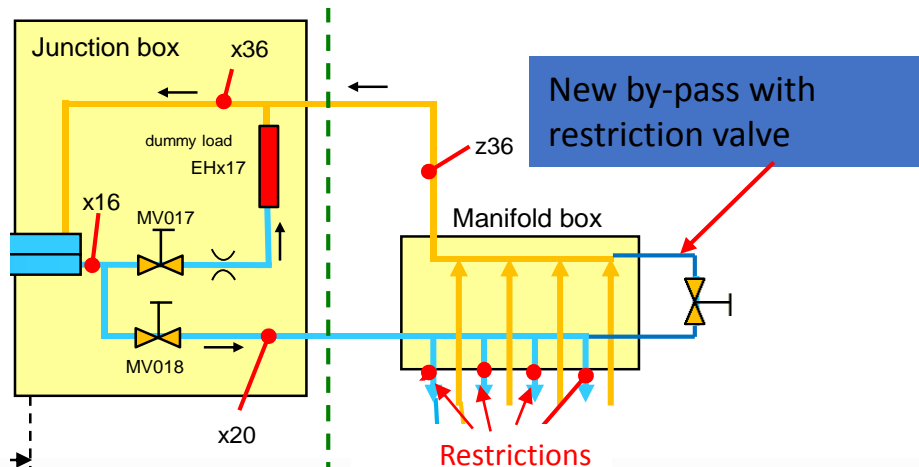 Junction box
x36
New by-pass with
restriction valve
dummy load
EHx17
z36
x16
MV017
Manifold box
MV018
x20
Restrictions